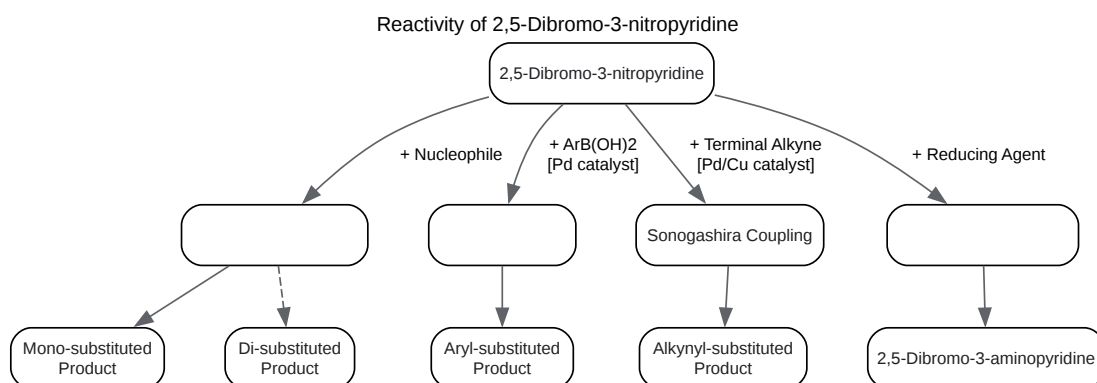 Reactivity of 2,5-Dibromo-3-nitropyridine
2,5-Dibromo-3-nitropyridine
+ Nucleophile
+ ArB(OH)2
[Pd catalyst]
+ Terminal Alkyne
[Pd/Cu catalyst]
+ Reducing Agent
Sonogashira Coupling
Mono-substituted
Product
Di-substituted
Product
Aryl-substituted
Product
Alkynyl-substituted
Product
2,5-Dibromo-3-aminopyridine